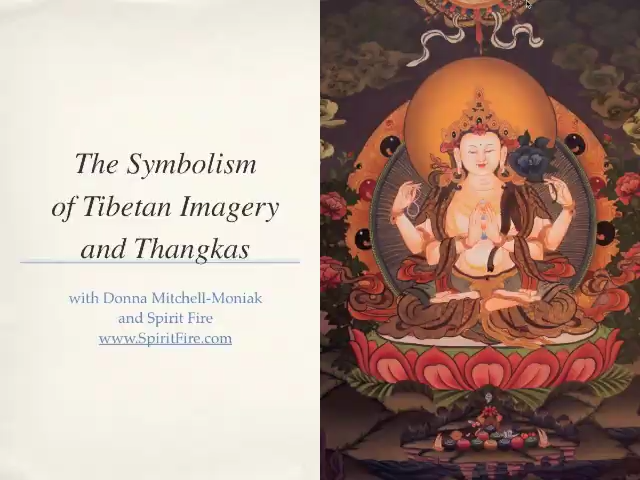 The Symbolism
of Tibetan Imagery
and Thangkas
with Donna Mitchell-Moniak
and Spirit Fire
www.SpiritFire.com